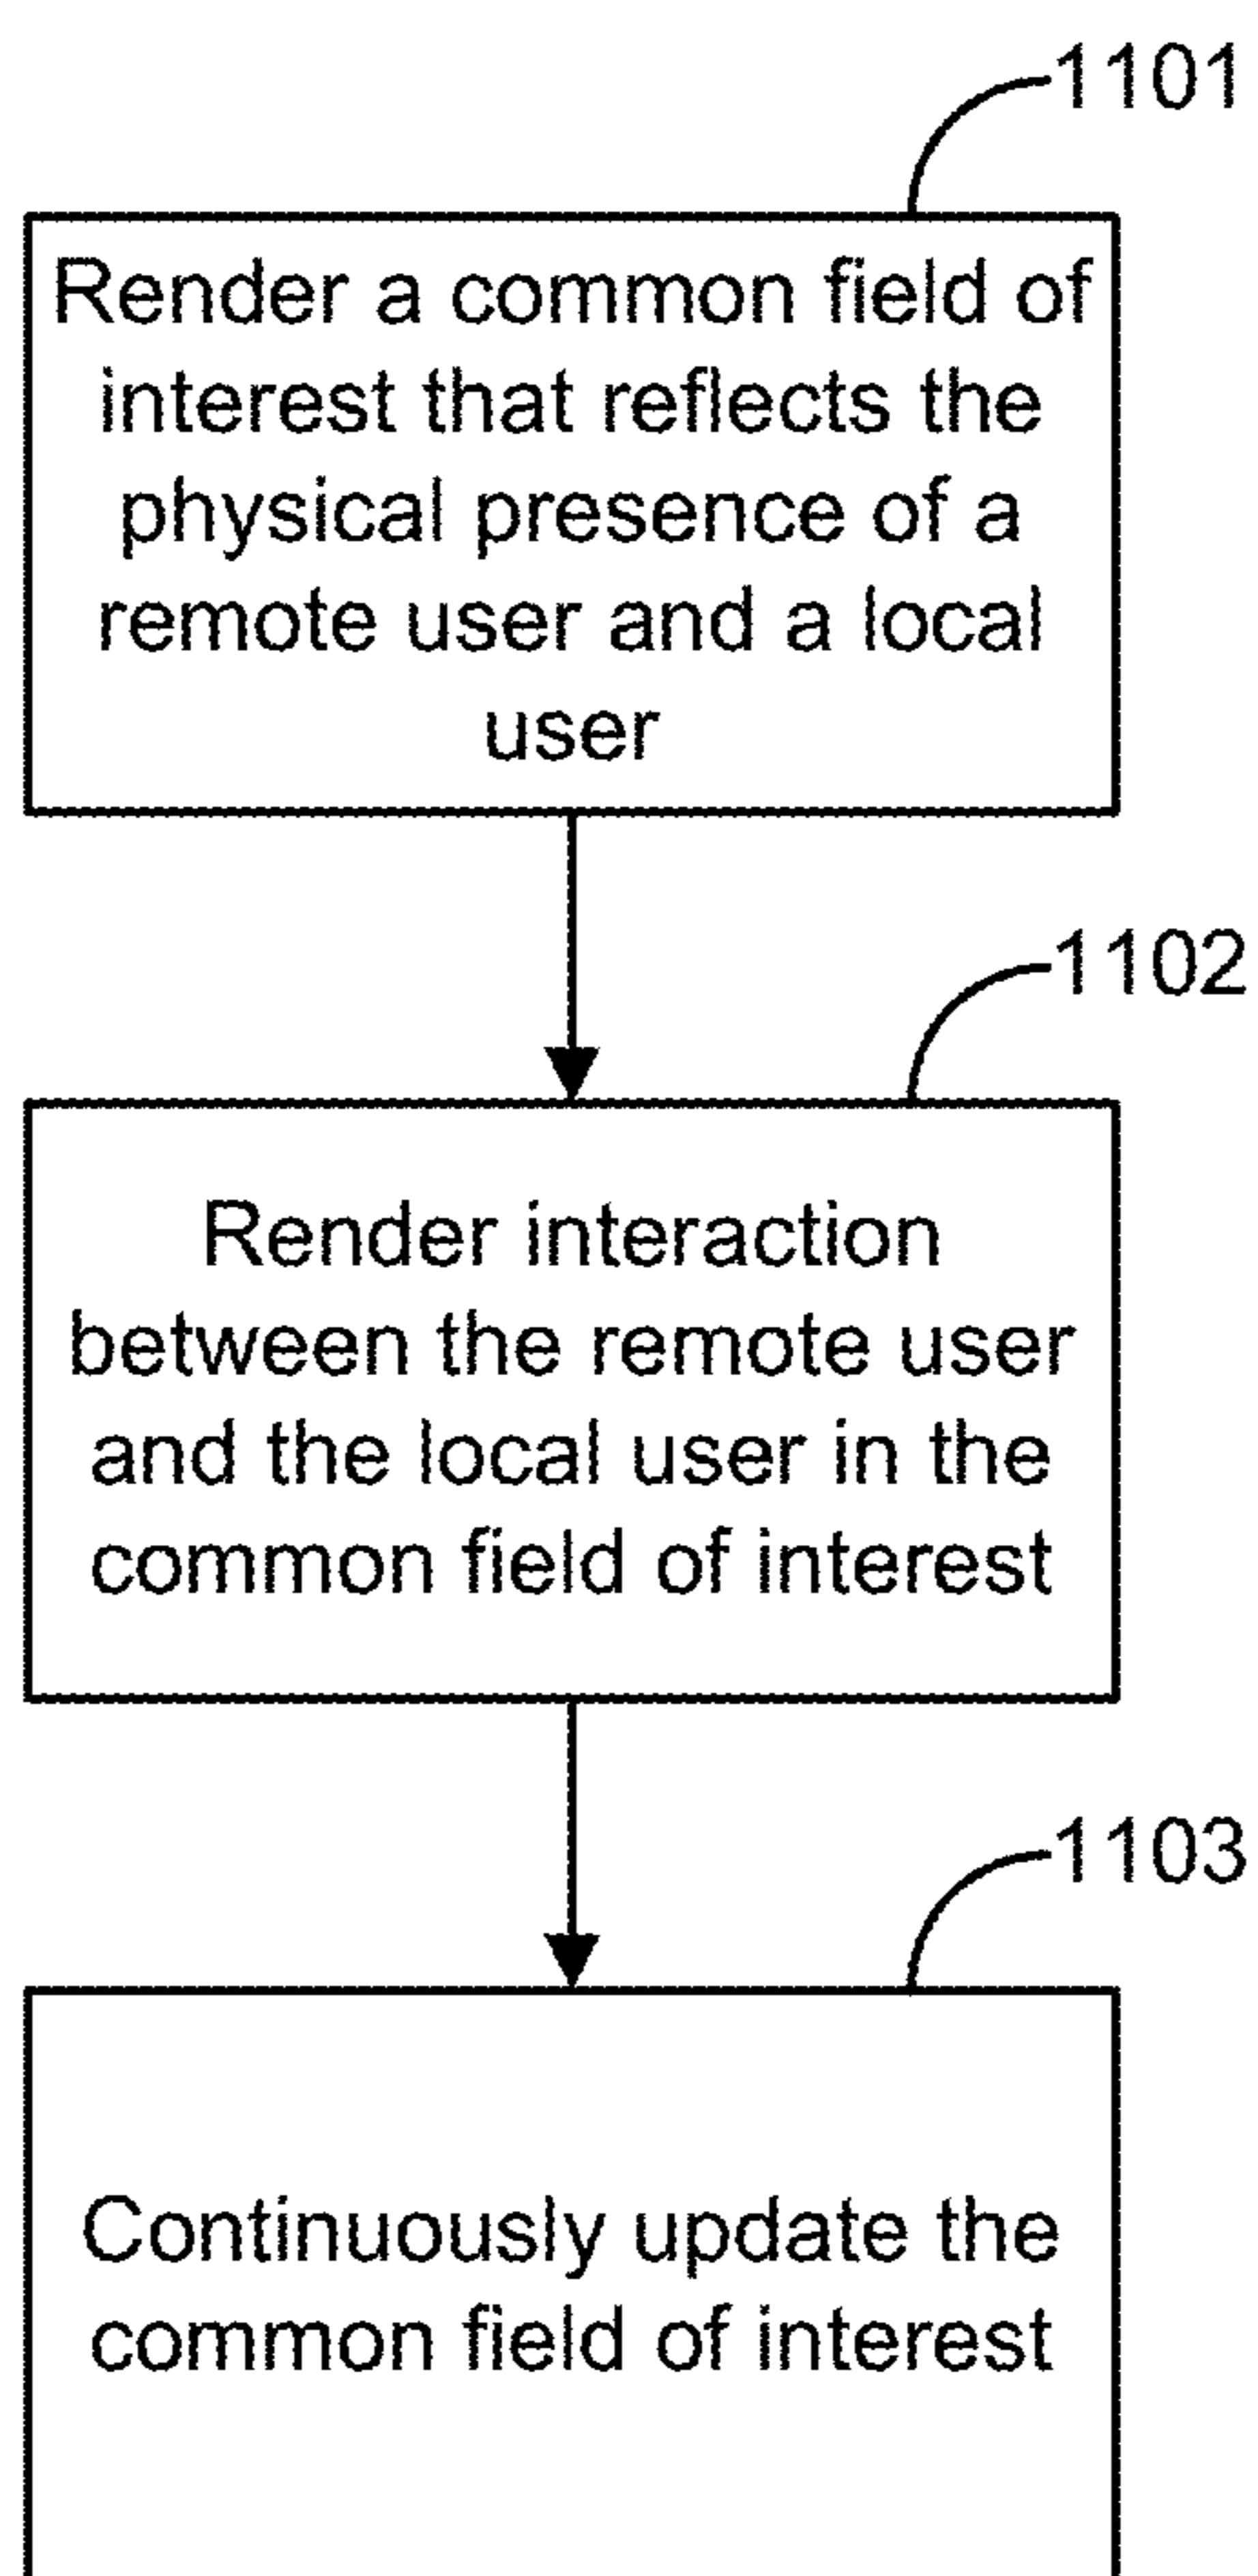 1101
Render a common field of
interest that reflects the
physical presence of a
remote user and a local
user
1102
Render interaction
between the remote user
and the local user in the
common field of interest
1103
Continuously update the
common field of interest